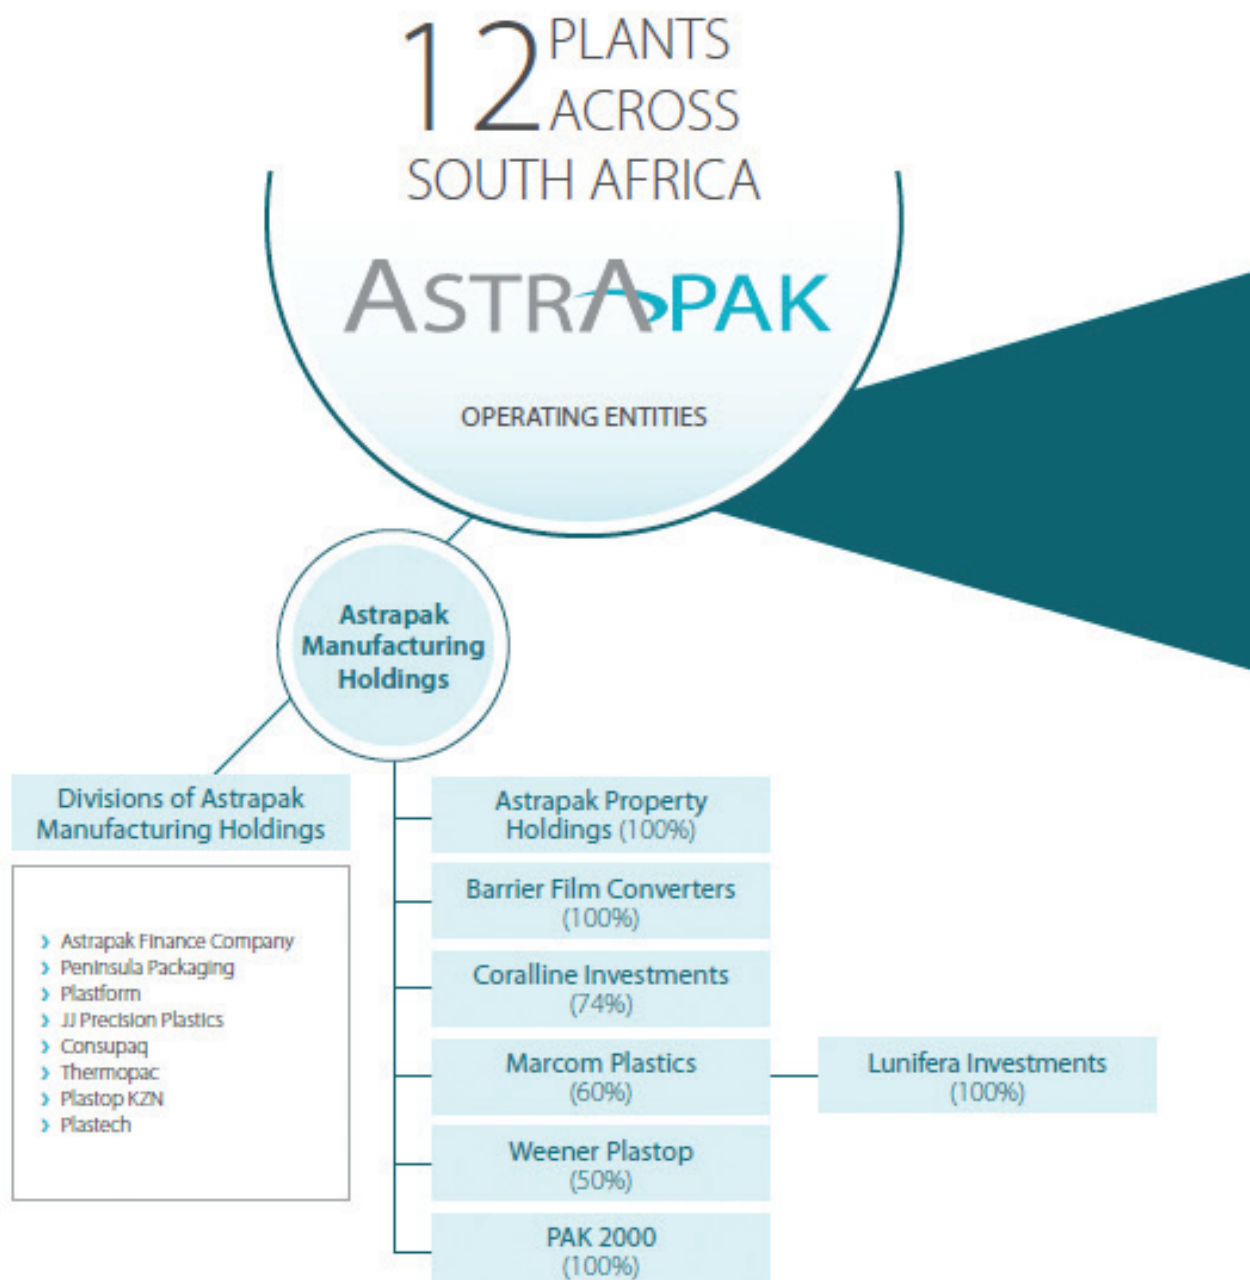 12 PLANTS
ACROSS
SOUTH AFRICA
ASTRAPAK
OPERATING ENTITIES
Astrapak
Manufacturing
Holdings
Divisions of Astrapak
Manufacturing Holdings
› Astrapak Finance Company
› Peninsula Packaging
› Plastform
› JJ Precision Plastics
› Consupaq
› Thermopac
› Plastop KZN
› Plastech
Astrapak Property
Holdings (100%)
Barrier Film Converters
(100%)
Coralline Investments
(74%)
Marcom Plastics
(60%)
Lunifera Investments
(100%)
Weener Plastop
(50%)
PAK 2000
(100%)